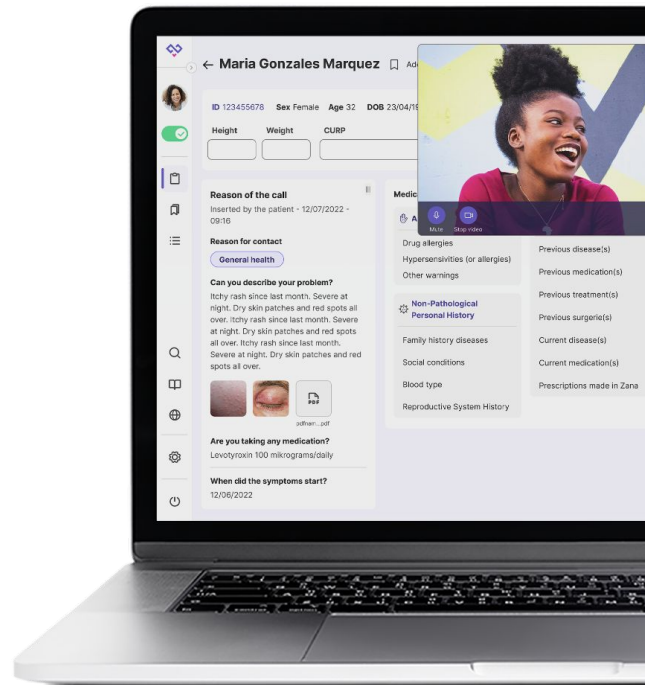 Maria Gonzales Marquez
ID 123455678 Sex Female Age 32 DOB 23/04/19
Height Weight CURP
Mute Stop video
Reason of the call
Inserted by the patient - 12/07/2022 -
09:16
Reason for contact
General health
Can you describe your problem?
Itchy rash since last month. Severe at
night. Dry skin patches and red spots all
over. Itchy rash since last month. Severe
at night. Dry skin patches and red spots
all over. Itchy rash since last month.
Severe at night. Dry skin patches and red
spots all over.
PDF
pdfnam....pdf
Are you taking any medication?
Levotyroxin 100 mikrograms/daily
When did the symptoms start?
12/06/2022
Drug allergies
Hypersensivities (or allergies)
Other warnings
Non-Pathological
Personal History
Family history diseases
Social conditions
Blood type
Reproductive System History
Previous disease(s)
Previous medication(s)
Previous treatment(s)
Previous surgerie(s)
Current disease(s)
Current medication(s)
Prescriptions made in Zana
control option